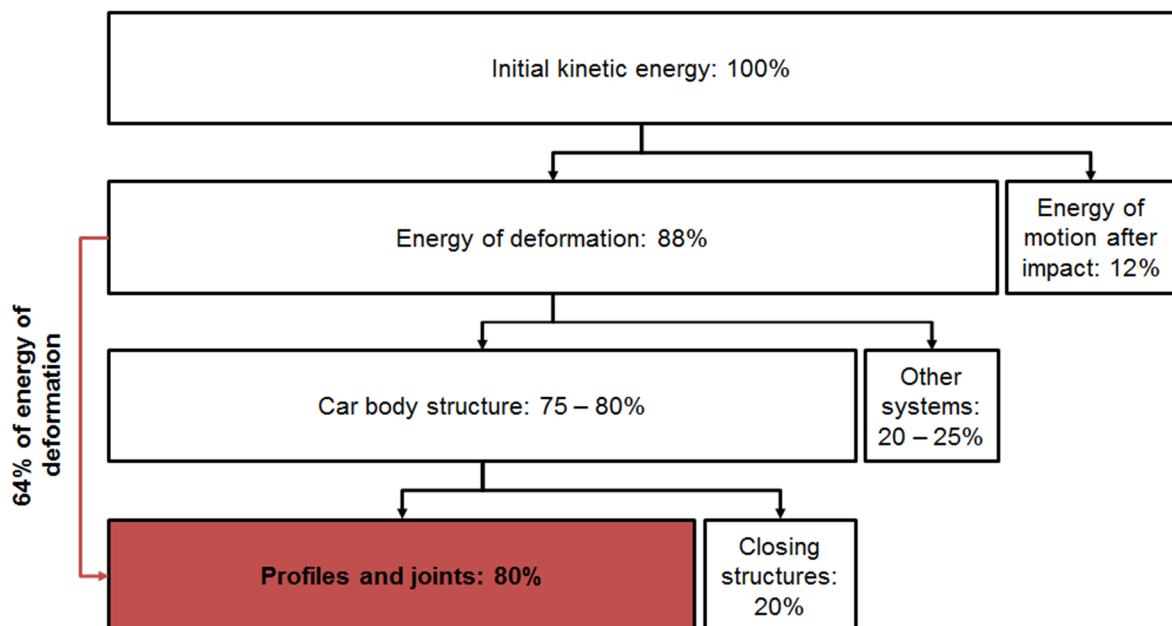 Initial kinetic energy: 100%
Energy of deformation: 88%
Energy of
motion after
impact: 12%
64% of energy of
deformation
Car body structure: 75 – 80%
Other
systems:
20 – 25%
Profiles and joints: 80%
Closing
structures:
20%